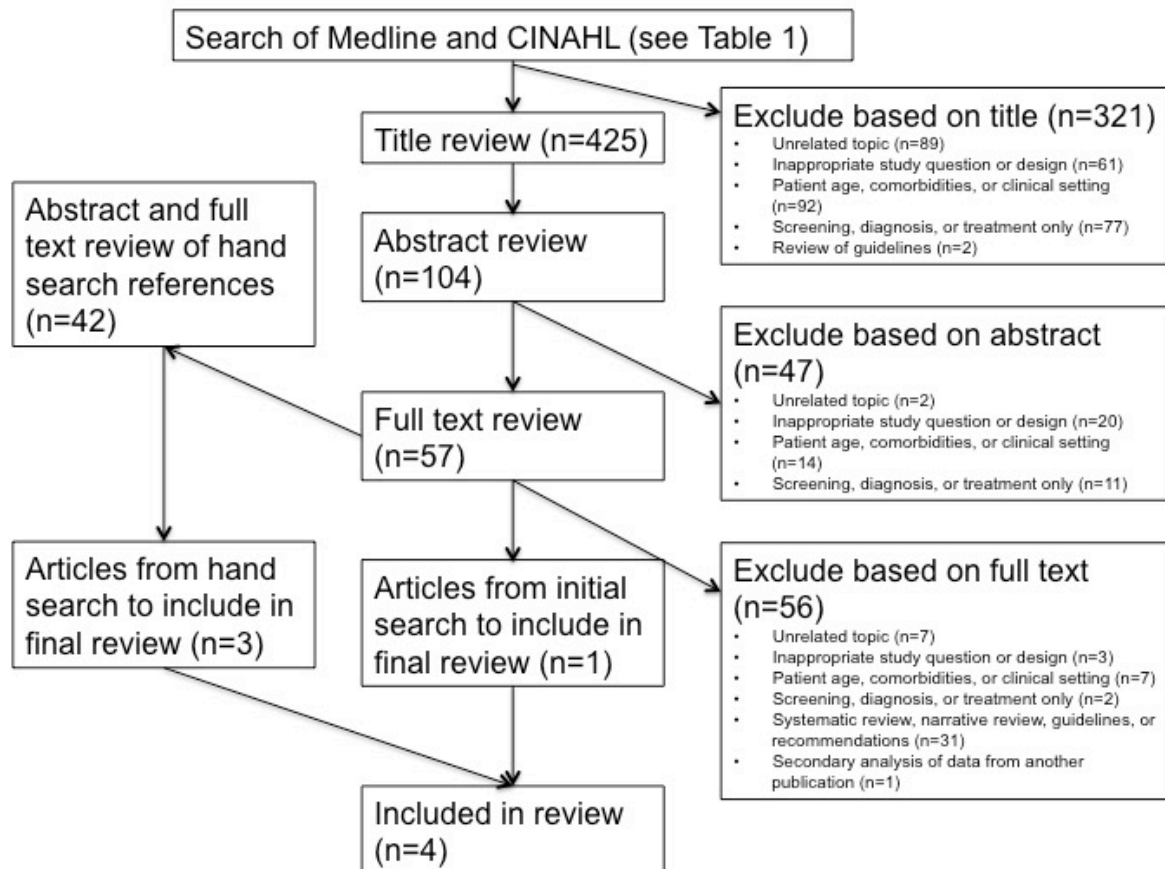 Search of Medline and CINAHL (see Table 1)
Title review (n=425)
Exclude based on title (n=321)
• Unrelated topic (n=89)
• Inappropriate study question or design (n=61)
• Patient age, comorbidities, or clinical setting
(n=92)
• Screening, diagnosis, or treatment only (n=77)
• Review of guidelines (n=2)
Abstract and full
text review of hand
search references
(n=42)
Abstract review
(n=104)
Exclude based on abstract
(n=47)
• Unrelated topic (n=2)
• Inappropriate study question or design (n=20)
• Patient age, comorbidities, or clinical setting
(n=14)
• Screening, diagnosis, or treatment only (n=11)
Full text review
(n=57)
Articles from hand
search to include in
final review (n=3)
Articles from initial
search to include in
final review (n=1)
Exclude based on full text
(n=56)
• Unrelated topic (n=7)
• Inappropriate study question or design (n=3)
• Patient age, comorbidities, or clinical setting (n=7)
• Screening, diagnosis, or treatment only (n=2)
• Systematic review, narrative review, guidelines, or
recommendations (n=31)
• Secondary analysis of data from another
publication (n=1)
Included in review
(n=4)